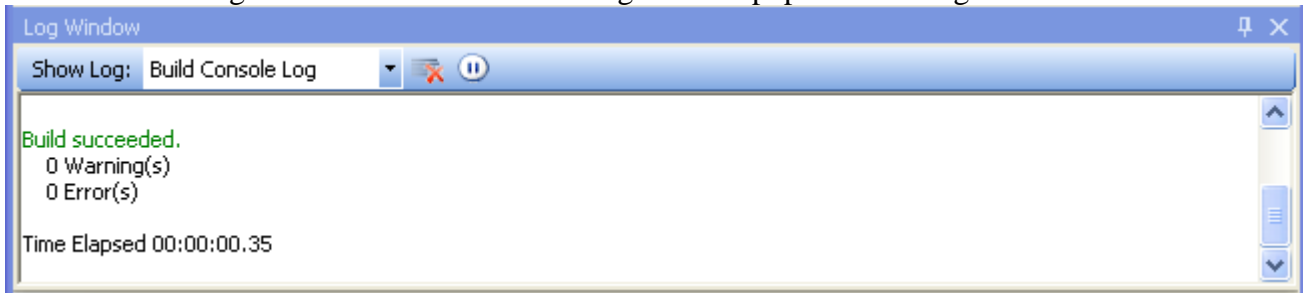 Log Window
Show Log: Build Console Log
Build succeeded.
0 Warning(s)
0 Error(s)
Time Elapsed 00:00:00.35